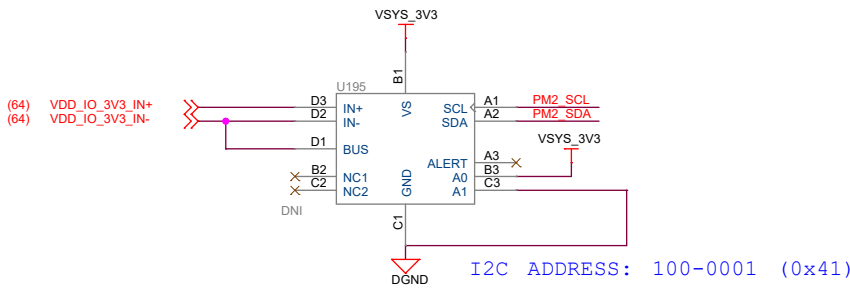 VSYS_3V3
B1
U195
(64) VDD_IO_3V3_IN+ D3 IN+ VS SCL A1 PM2_SCL
(64) VDD_IO_3V3_IN- D2 IN- SDA A2 PM2_SDA
D1 BUS VSYS_3V3
ALERT A3
B2 NC1 A0 B3
C2 NC2 GND A1 C3
DNI
C1
DGND
I2C ADDRESS: 100-0001 (0x41)